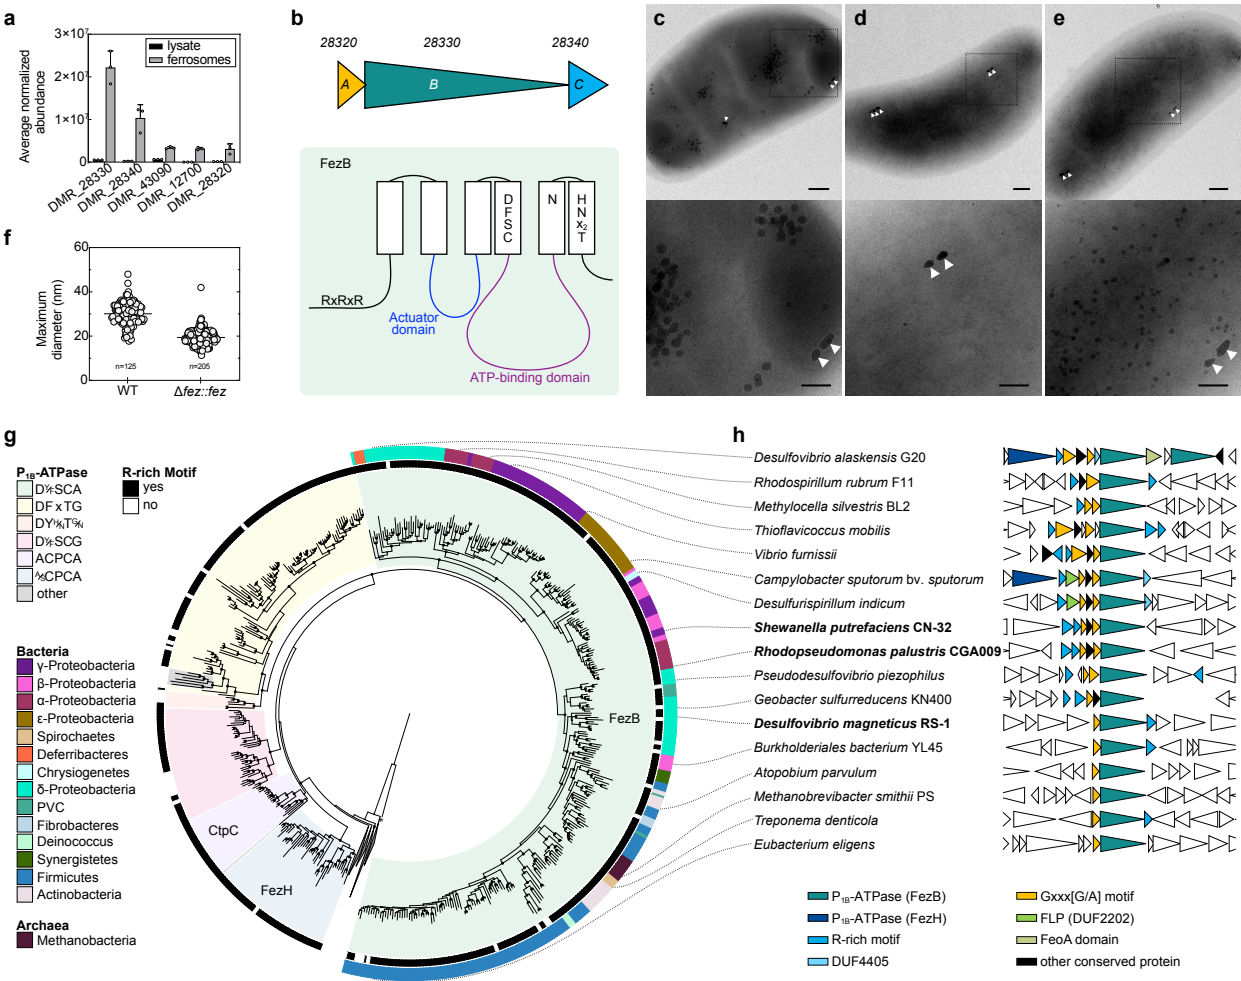 a
3×10⁷
2×10⁷
1×10⁷
0
Average normalized
abundance
lysate
ferrosomes
DMR_28330
DMR_28340
DMR_43090
DMR_12700
DMR_28320
b
28320
28330
28340
A
B
C
FezB
D
F
S
C
N
H
N
x₂
T
RxRxR
Actuator
domain
ATP-binding domain
c
d
e
f
60
40
20
0
Maximum
diameter (nm)
n=125
n=205
WT
Δfez::fez
g
P1B-ATPase
R-rich Motif
yes
no
DF x TG
ACPCA
other
Bacteria
γ-Proteobacteria
β-Proteobacteria
α-Proteobacteria
ε-Proteobacteria
Spirochaetes
Deferribacteres
Chrysiogenetes
δ-Proteobacteria
PVC
Fibrobacteres
Deinococcus
Synergistetes
Firmicutes
Actinobacteria
Archaea
Methanobacteria
FezB
CtpC
FezH
h
Desulfovibrio alaskensis G20
Rhodospirillum rubrum F11
Methylocella silvestris BL2
Thioflavicoccus mobilis
Vibrio furnissii
Campylobacter sputorum bv. sputorum
Desulfurispirillum indicum
Shewanella putrefaciens CN-32
Rhodopseudomonas palustris CGA009
Pseudodesulfovibrio piezophilus
Geobacter sulfurreducens KN400
Desulfovibrio magneticus RS-1
Burkholderiales bacterium YL45
Atopobium parvulum
Methanobrevibacter smithii PS
Treponema denticola
Eubacterium eligens
P1B-ATPase (FezB)
P1B-ATPase (FezH)
R-rich motif
DUF4405
Gxxx[G/A] motif
FLP (DUF2202)
FeoA domain
other conserved protein